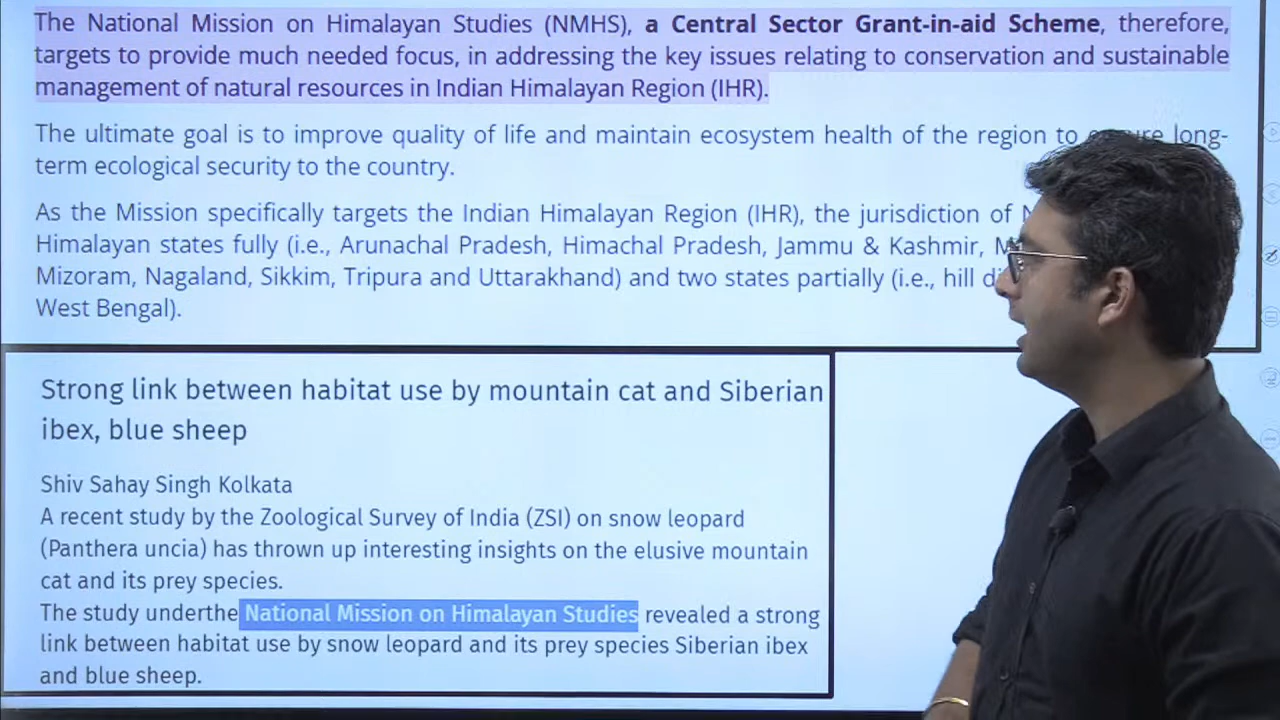 The National Mission on Himalayan Studies (NMHS), a Central Sector Grant-in-aid Scheme, therefore,
targets to provide much needed focus, in addressing the key issues relating to conservation and sustainable
management of natural resources in Indian Himalayan Region (IHR).
The ultimate goal is to improve quality of life and maintain ecosystem health of the region to long-
term ecological security to the country.
As the Mission specifically targets the Indian Himalayan Region (IHR), the jurisdiction of
Himalayan states fully (i.e., Arunachal Pradesh, Himachal Pradesh, Jammu & Kashmir,
Mizoram, Nagaland, Sikkim, Tripura and Uttarakhand) and two states partially (i.e., hill
West Bengal).
Strong link between habitat use by mountain cat and Siberian
ibex, blue sheep
Shiv Sahay Singh Kolkata
A recent study by the Zoological Survey of India (ZSI) on snow leopard
(Panthera uncia) has thrown up interesting insights on the elusive mountain
cat and its prey species.
The study underthe National Mission on Himalayan Studies revealed a strong
link between habitat use by snow leopard and its prey species Siberian ibex
and blue sheep.